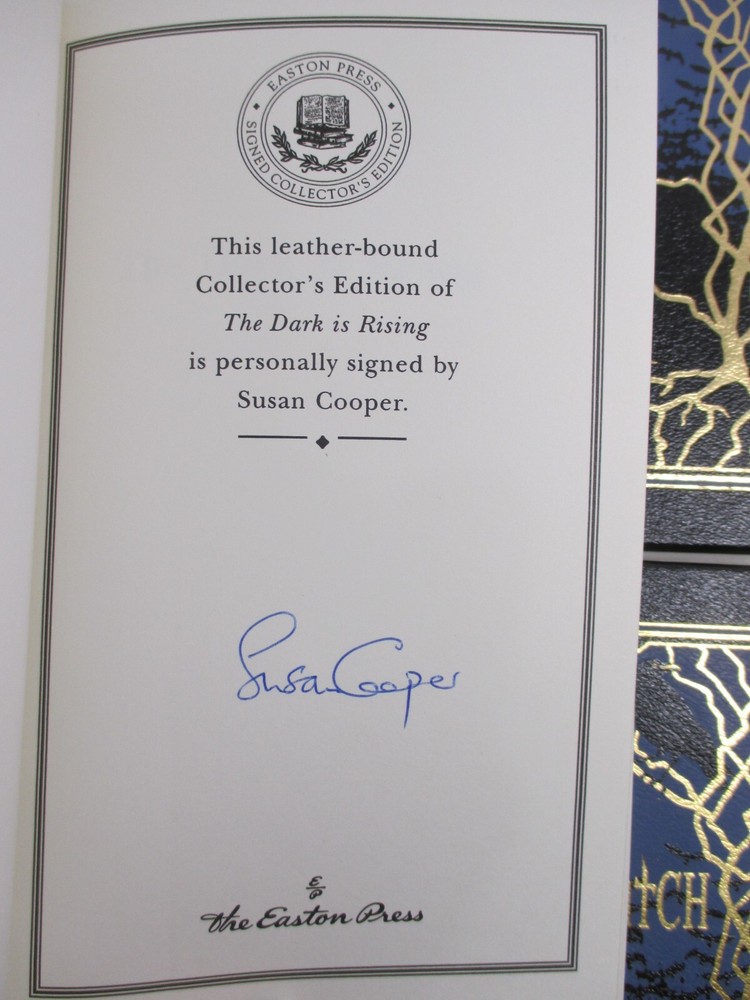 EASTON PRESS
SIGNED COLLECTOR'S EDITION
This leather-bound
Collector's Edition of
The Dark is Rising
is personally signed by
Susan Cooper.
Susan Cooper
E
P
the Easton Press
tCH